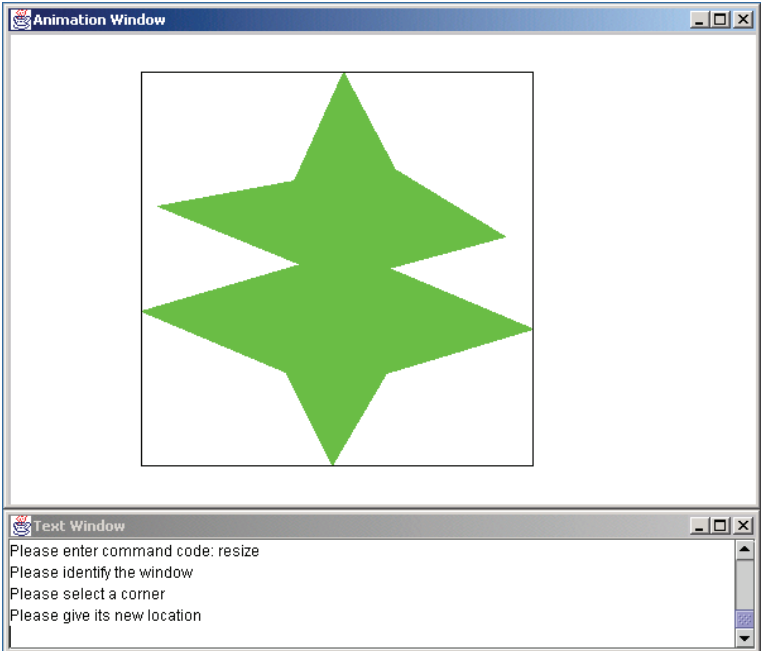 Animation Window
Text Window
Please enter command code: resize
Please identify the window
Please select a corner
Please give its new location